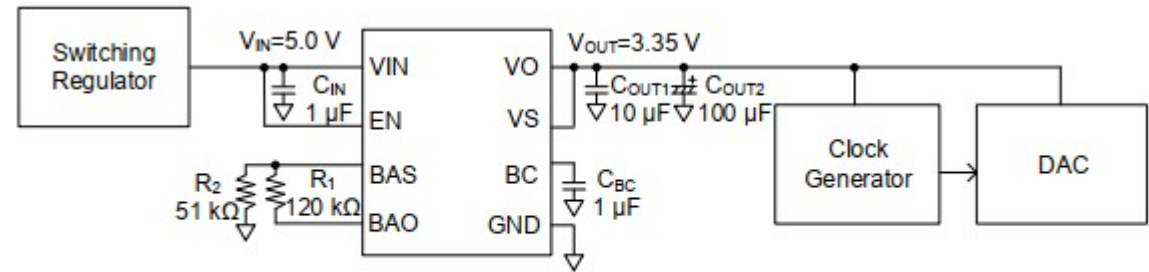 Switching
Regulator
VIN=5.0 V
CIN
1 µF
VIN
EN
BAS
BAO
VO
VS
BC
GND
R2
51 kΩ
R1
120 kΩ
VOUT=3.35 V
COUT1
10 µF
+
COUT2
100 µF
CBC
1 µF
Clock
Generator
DAC